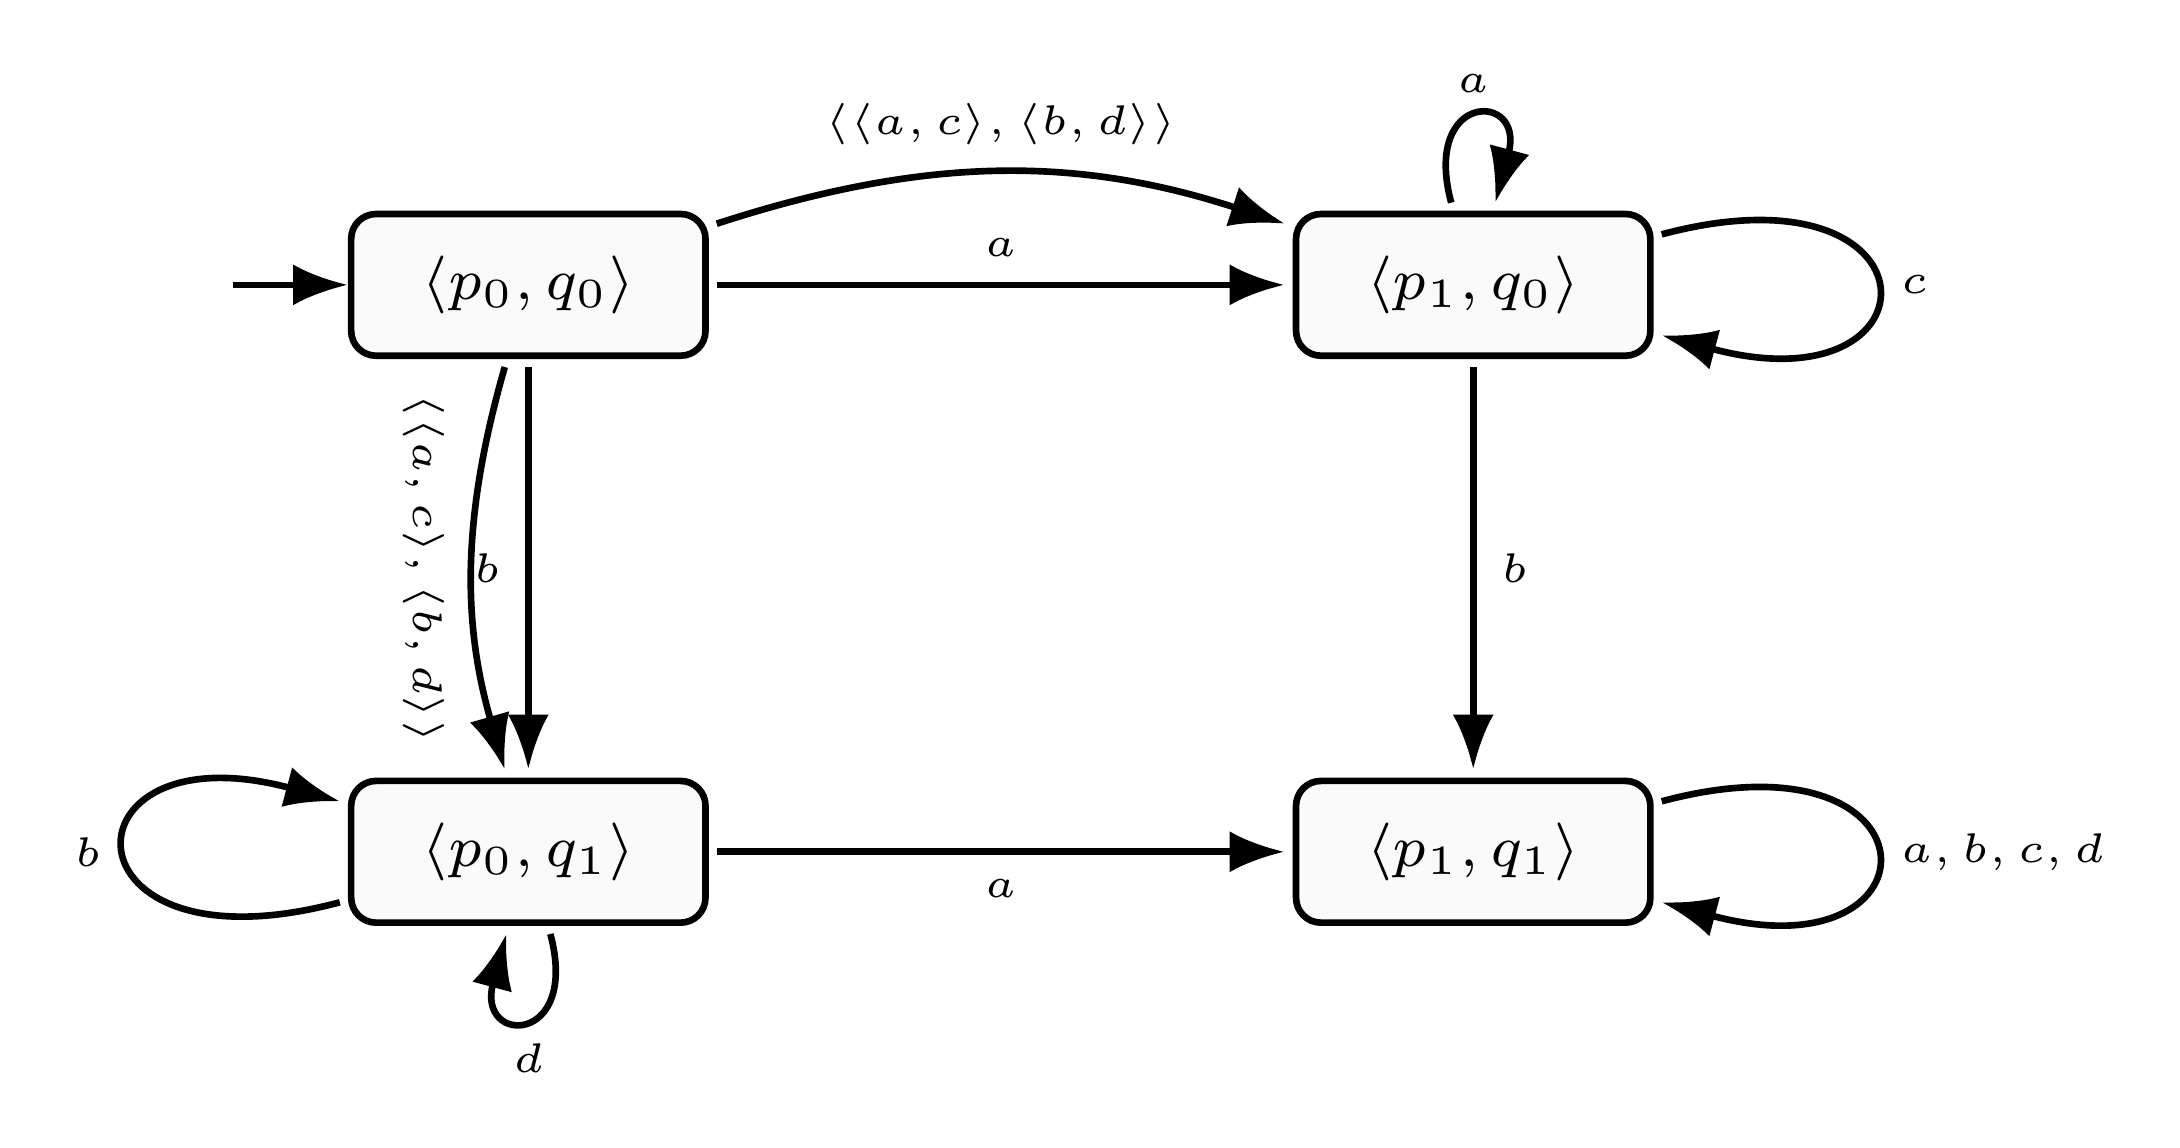 a
⟨⟨a, c⟩, ⟨b, d⟩⟩
a
⟨p₀, q₀⟩
⟨p₁, q₀⟩
c
⟨⟨a, c⟩, ⟨b, d⟩⟩
b
b
b
⟨p₀, q₁⟩
⟨p₁, q₁⟩
a, b, c, d
a
d